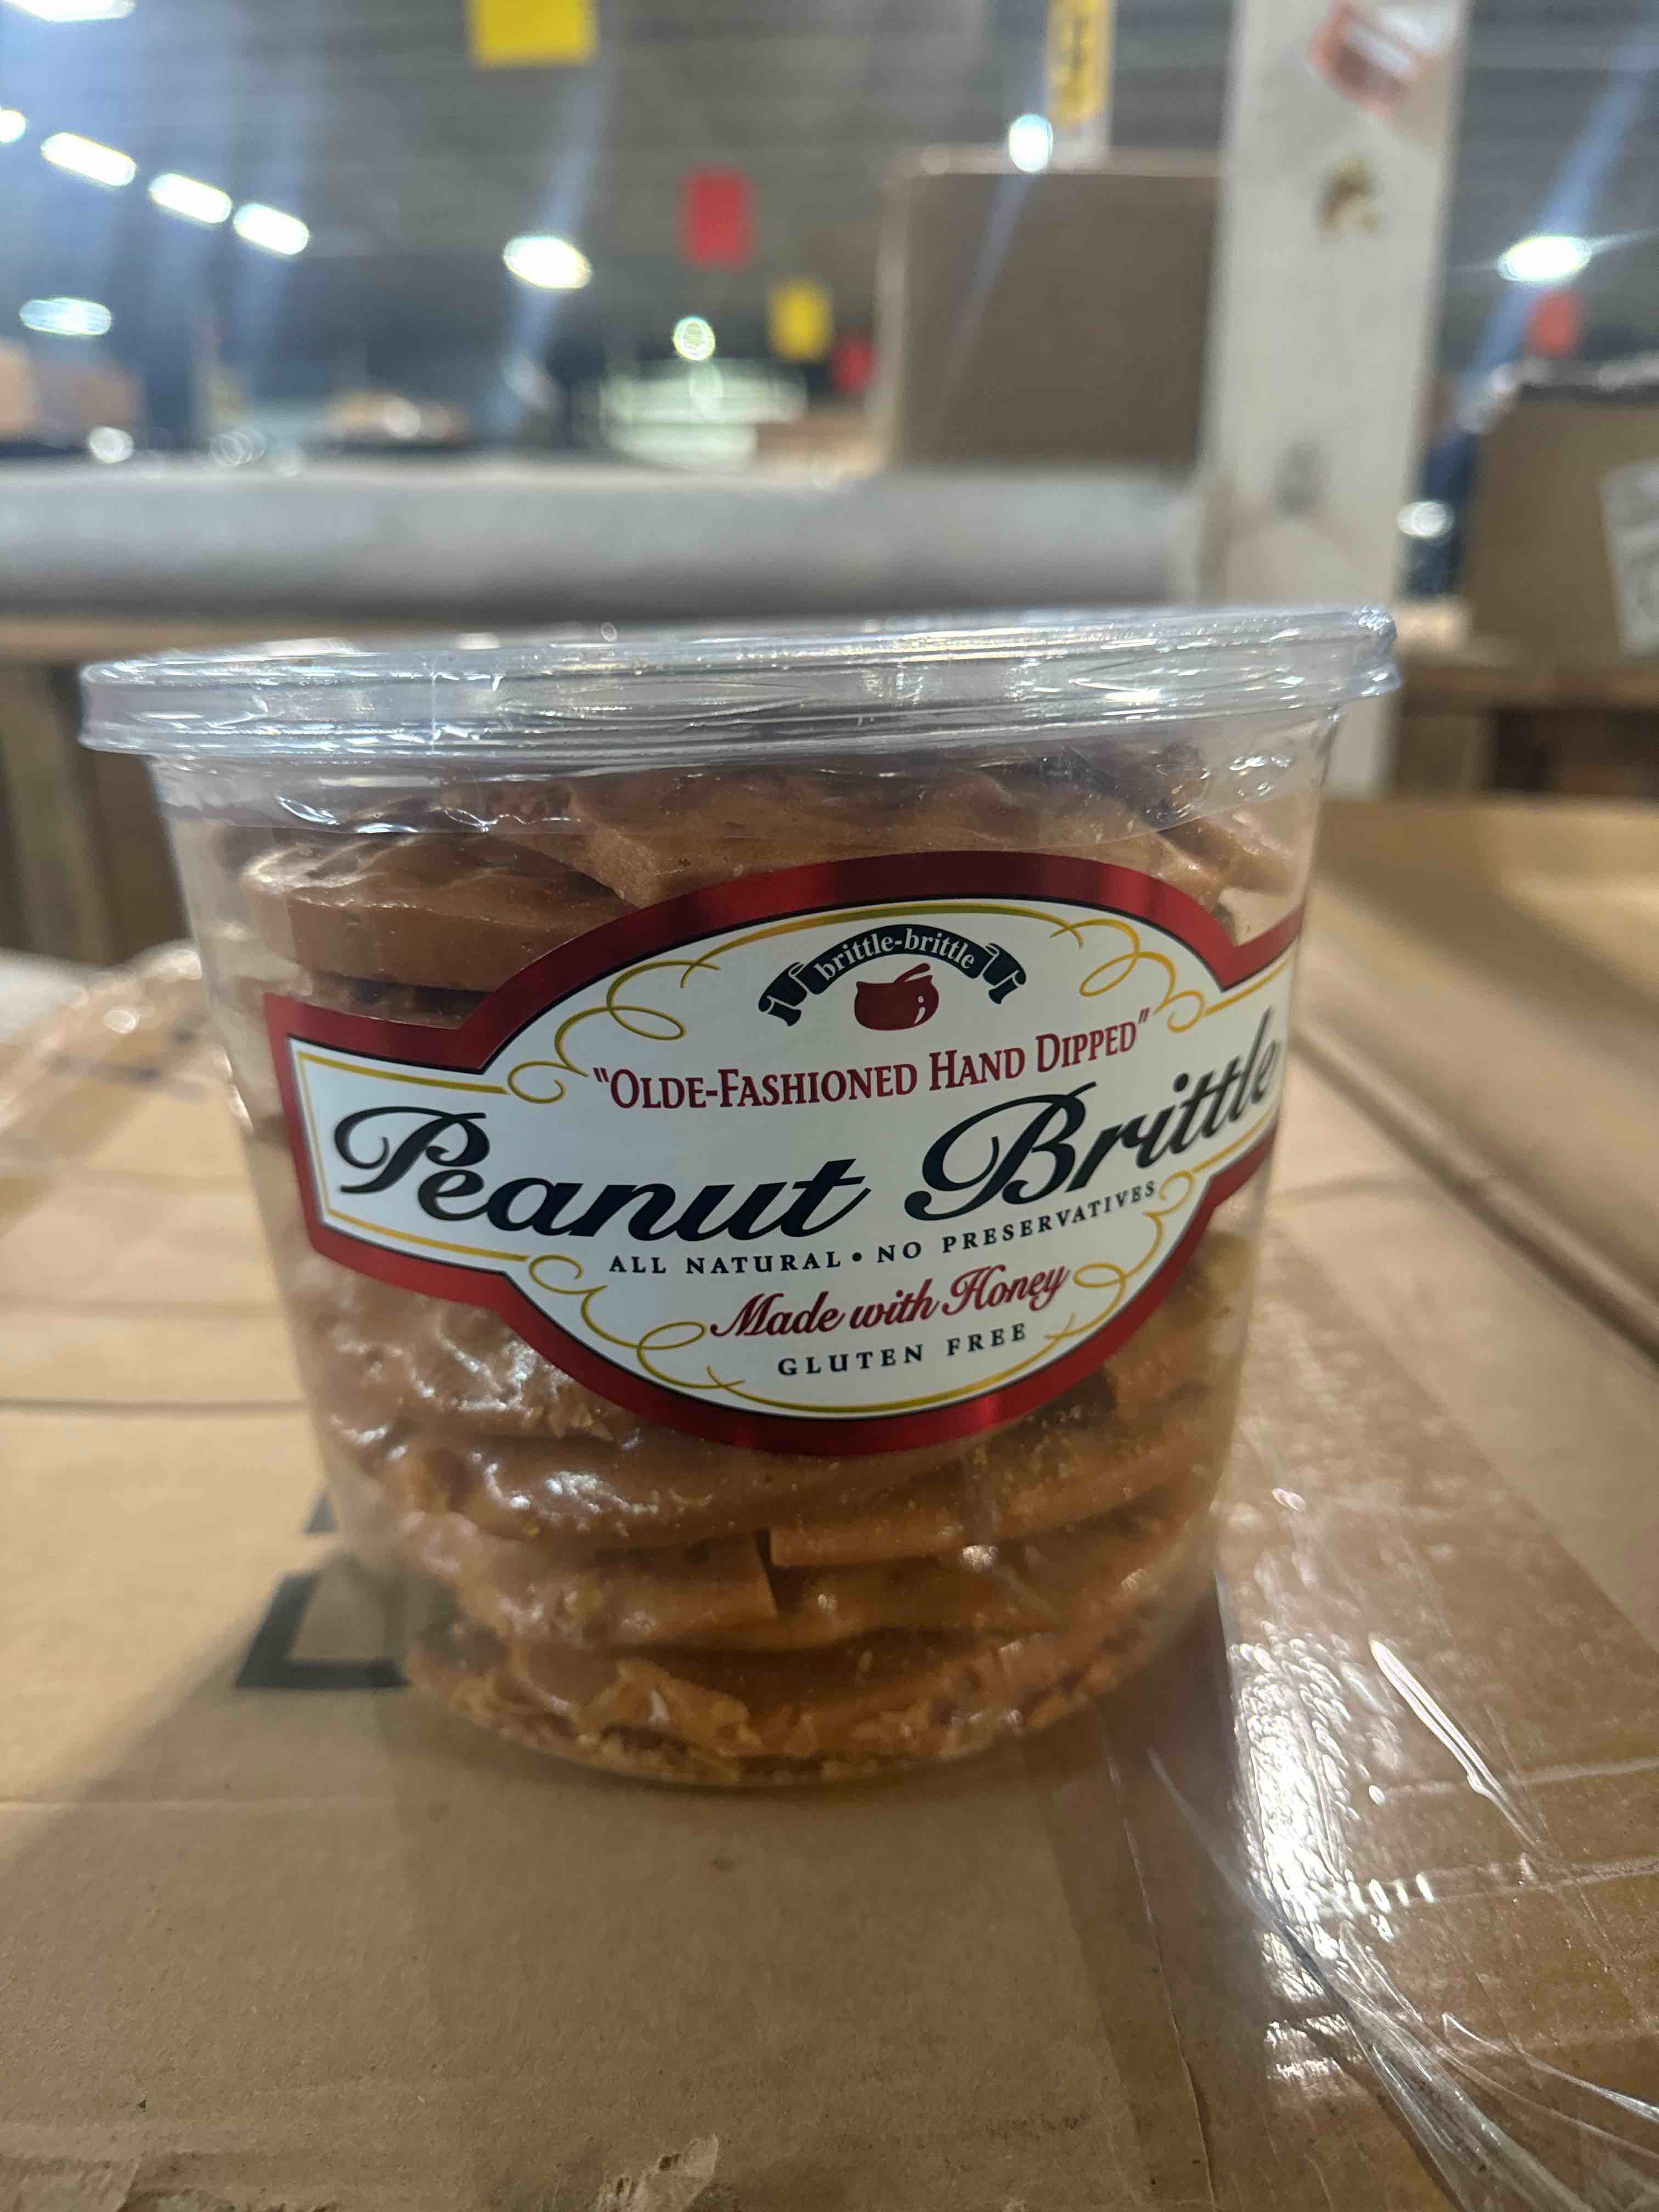 brittle-brittle
"OLDE-FASHIONED HAND DIPPED"
Peanut Brittle
ALL NATURAL • NO PRESERVATIVES
Made with Honey
GLUTEN FREE